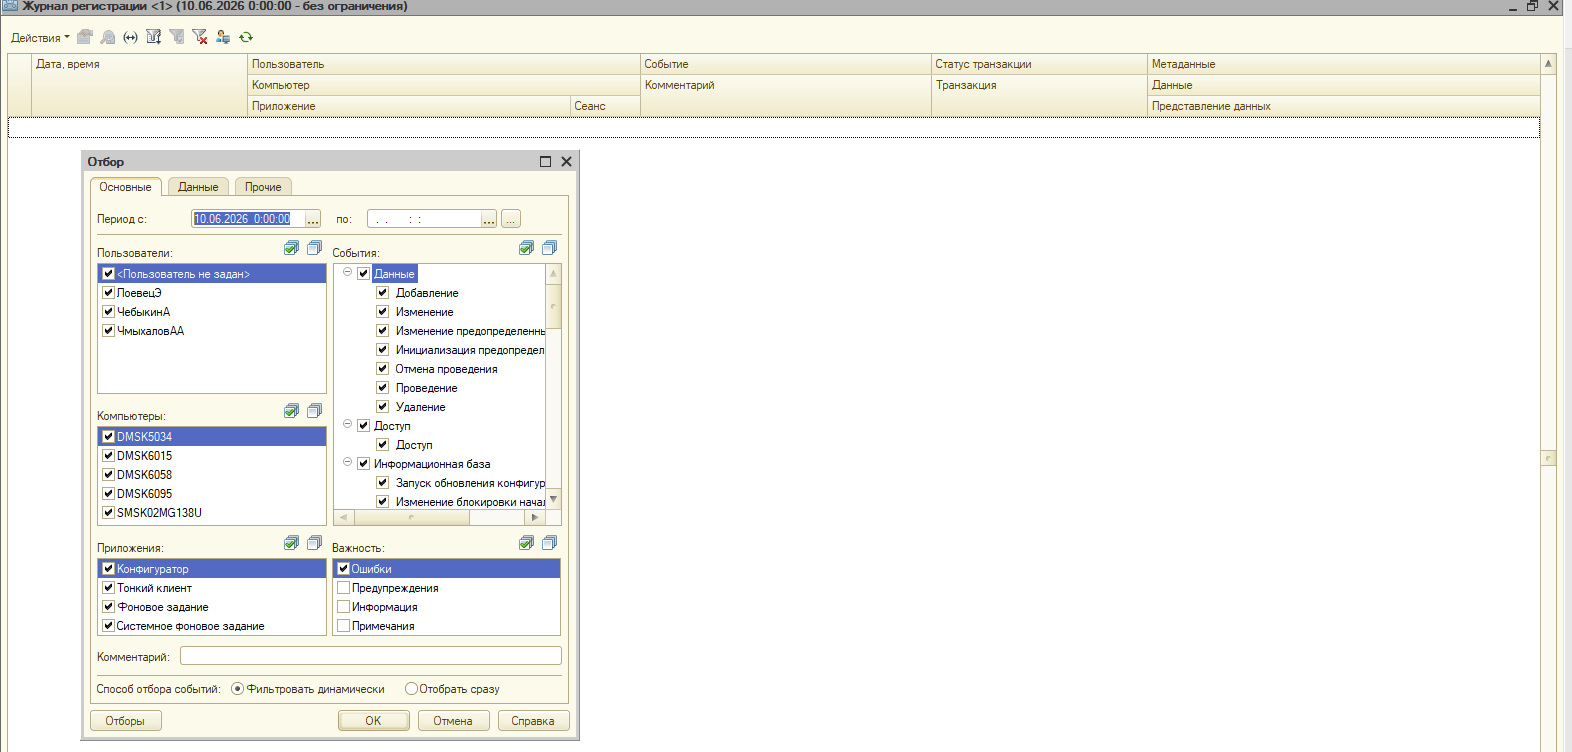 Журнал регистрации <1> (10.06.2026 0:00:00 - без ограничения)
Действия
Дата, время Пользователь Событие Статус транзакции Метаданные
Компьютер Комментарий Транзакция Данные
Приложение Сеанс Представление данных
Отбор
Основные Данные Прочие
Период с: 10.06.2026 0:00:00 ... по: . . : : ... ...
Пользователи:
<Пользователь не задан>
ЛоевецЭ
ЧебыкинА
ЧмыхаловАА
События:
Данные
Добавление
Изменение
Изменение предопределенны
Инициализация предопредел
Отмена проведения
Проведение
Удаление
Доступ
Доступ
Информационная база
Запуск обновления конфигур
Изменение блокировки начал
Компьютеры:
DMSK5034
DMSK6015
DMSK6058
DMSK6095
SMSK02MG138U
Приложения:
Конфигуратор
Тонкий клиент
Фоновое задание
Системное фоновое задание
Важность:
Ошибки
Предупреждения
Информация
Примечания
Комментарий:
Способ отбора событий: Фильтровать динамически Отобрать сразу
Отборы OK Отмена Справка